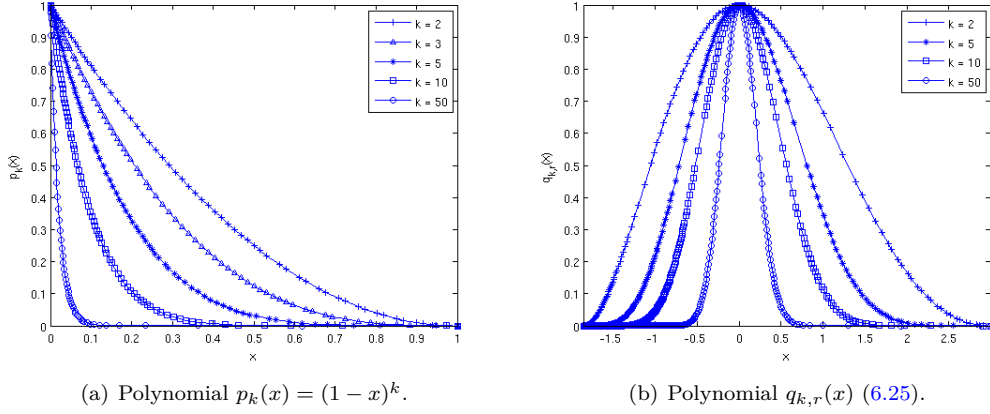 1
0.9
0.8
0.7
0.6
0.5
0.4
0.3
0.2
0.1
0
p_k(x)
0 0.1 0.2 0.3 0.4 0.5 0.6 0.7 0.8 0.9 1
x
k = 2
k = 3
k = 5
k = 10
k = 50
(a) Polynomial p_k(x) = (1 − x)^k.
1
0.9
0.8
0.7
0.6
0.5
0.4
0.3
0.2
0.1
0
q_{k,r}(x)
-1.5 -1 -0.5 0 0.5 1 1.5 2 2.5
x
k = 2
k = 5
k = 10
k = 50
(b) Polynomial q_{k,r}(x) (6.25).